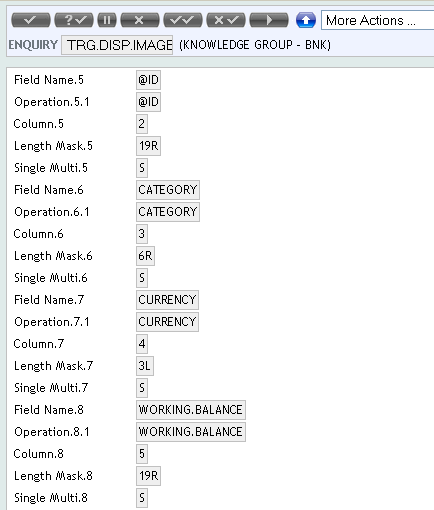 More Actions ...
ENQUIRY TRG.DISP.IMAGE (KNOWLEDGE GROUP - BNK)
Field Name.5 @ID
Operation.5.1 @ID
Column.5 2
Length Mask.5 19R
Single Multi.5 S
Field Name.6 CATEGORY
Operation.6.1 CATEGORY
Column.6 3
Length Mask.6 6R
Single Multi.6 S
Field Name.7 CURRENCY
Operation.7.1 CURRENCY
Column.7 4
Length Mask.7 3L
Single Multi.7 S
Field Name.8 WORKING.BALANCE
Operation.8.1 WORKING.BALANCE
Column.8 5
Length Mask.8 19R
Single Multi.8 S